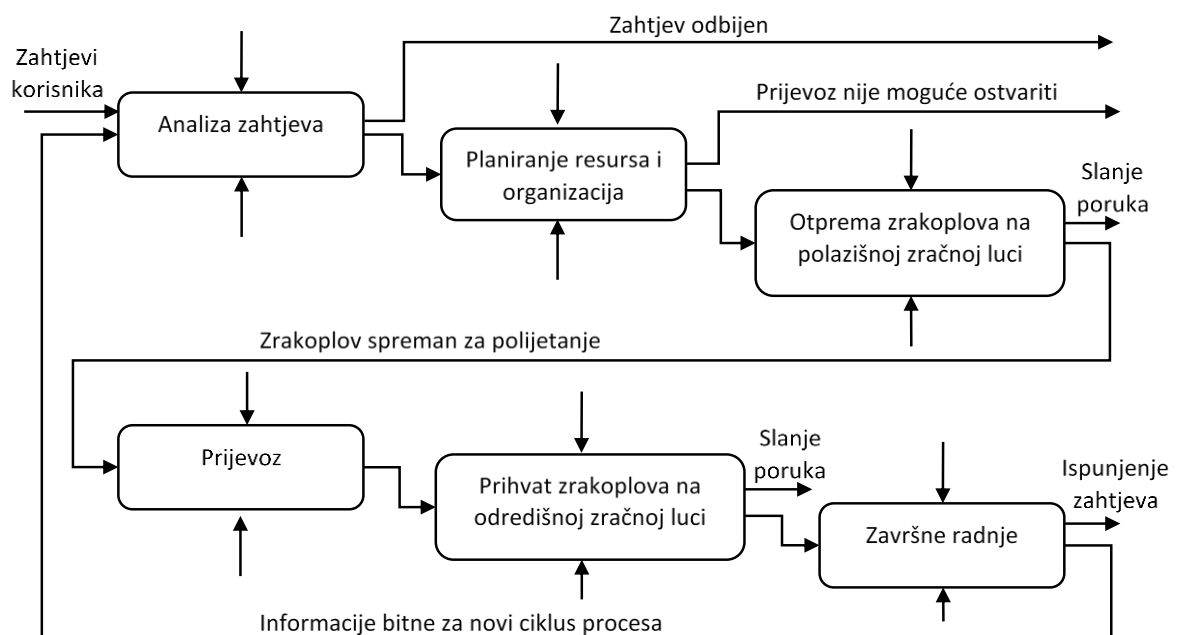 Zahtjev odbijen
Zahtjevi
korisnika
Analiza zahtjeva
Prijevoz nije moguće ostvariti
Planiranje resursa i
organizacija
Slanje
poruka
Otprema zrakoplova na
polazišnoj zračnoj luci
Zrakoplov spreman za polijetanje
Prijevoz
Prihvat zrakoplova na
odredišnoj zračnoj luci
Slanje
poruka
Završne radnje
Ispunjenje
zahtjeva
Informacije bitne za novi ciklus procesa